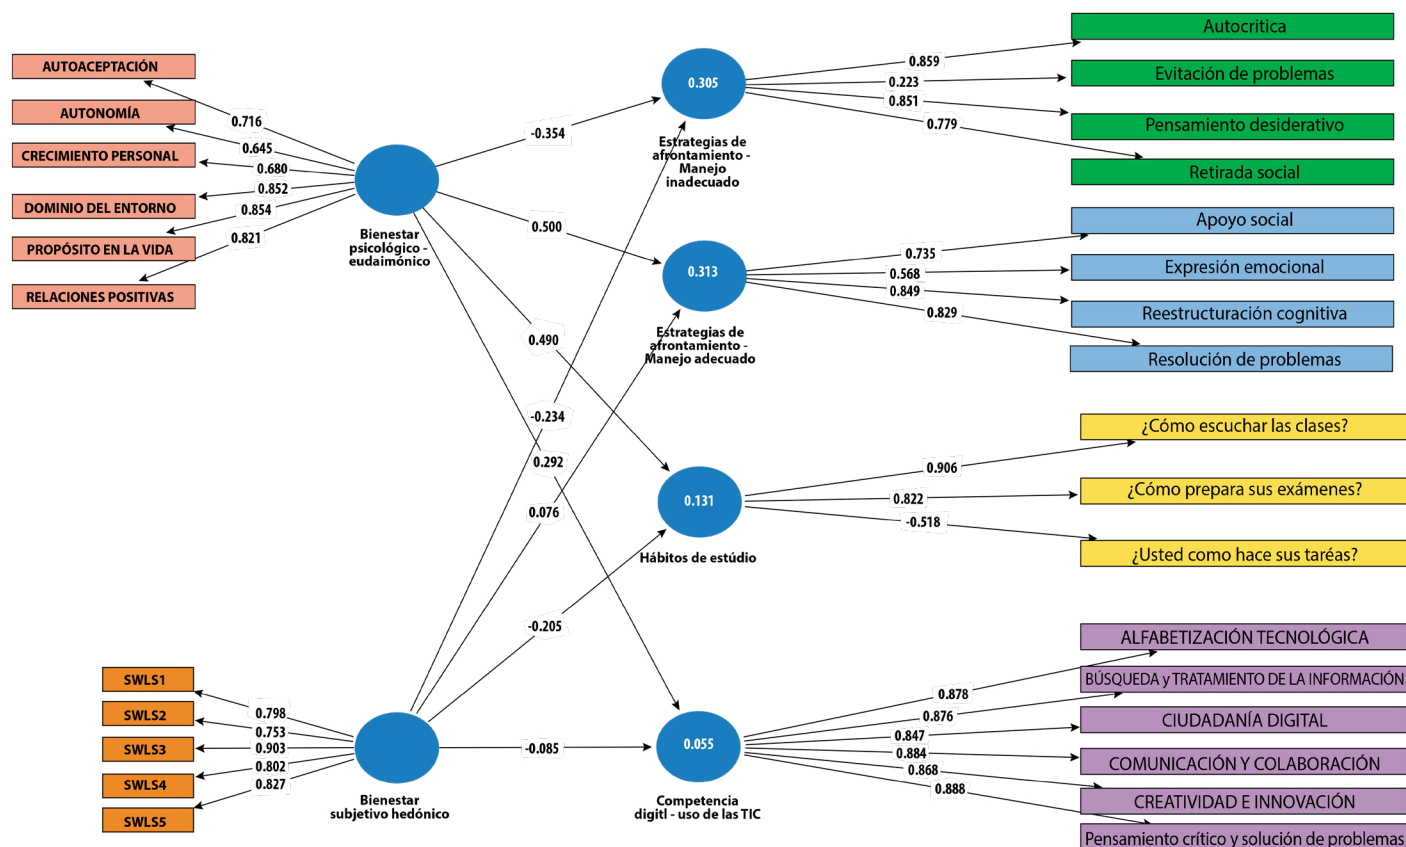 AUTOACEPTACIÓN
AUTONOMÍA
CRECIMIENTO PERSONAL
DOMINIO DEL ENTORNO
PROPÓSITO EN LA VIDA
RELACIONES POSITIVAS
0.716
0.645
0.680
0.852
0.854
0.821
Bienestar
psicológico -
eudaimónico
SWLS1
SWLS2
SWLS3
SWLS4
SWLS5
0.798
0.753
0.903
0.802
0.827
Bienestar
subjetivo hedónico
-0.354
0.500
0.490
-0.234
0.292
0.076
-0.205
-0.085
0.305
Estrategias de
afrontamiento -
Manejo
inadecuado
0.313
Estrategias de
afrontamiento -
Manejo adecuado
0.131
Hábitos de estúdio
0.055
Competencia
digitl - uso de las TIC
0.859
0.223
0.851
0.779
Autocritica
Evitación de problemas
Pensamiento desiderativo
Retirada social
0.735
0.568
0.849
0.829
Apoyo social
Expresión emocional
Reestructuración cognitiva
Resolución de problemas
0.906
0.822
-0.518
¿Cómo escuchar las clases?
¿Cómo prepara sus exámenes?
¿Usted como hace sus taréas?
0.878
0.876
0.847
0.884
0.868
0.888
ALFABETIZACIÓN TECNOLÓGICA
BÚSQUEDA y TRATAMIENTO DE LA INFORMACIÓN
CIUDADANÍA DIGITAL
COMUNICACIÓN Y COLABORACIÓN
CREATIVIDAD E INNOVACIÓN
Pensamiento crítico y solución de problemas